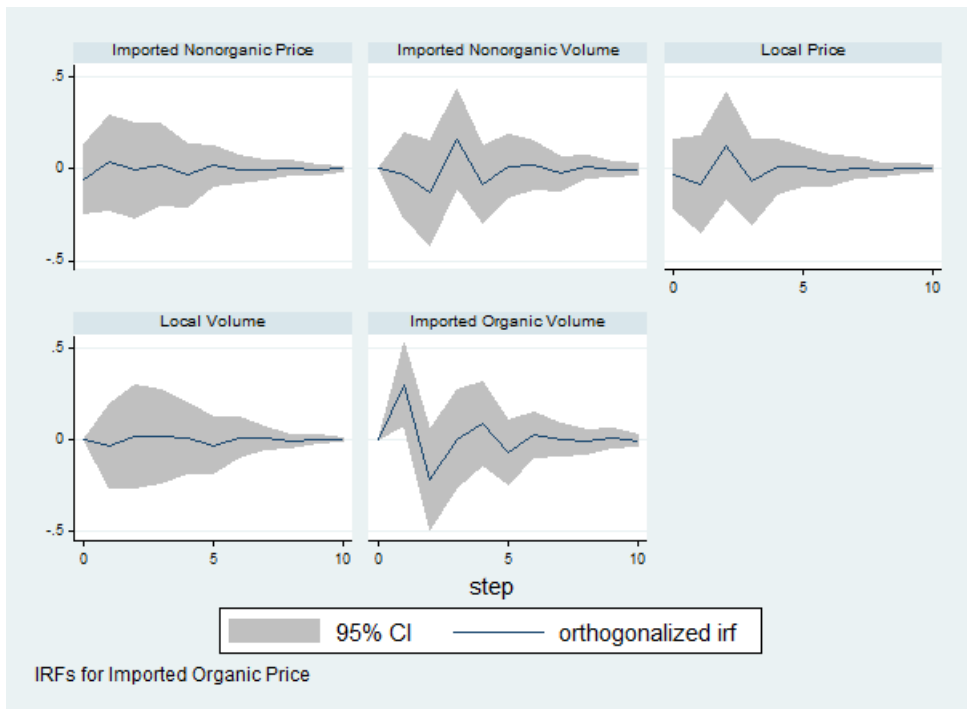 Imported Nonorganic Price
Imported Nonorganic Volume
Local Price
.5
0
-.5
0
5
10
Local Volume
Imported Organic Volume
.5
0
-.5
0
5
10
0
5
10
step
95% CI
orthogonalized irf
IRFs for Imported Organic Price